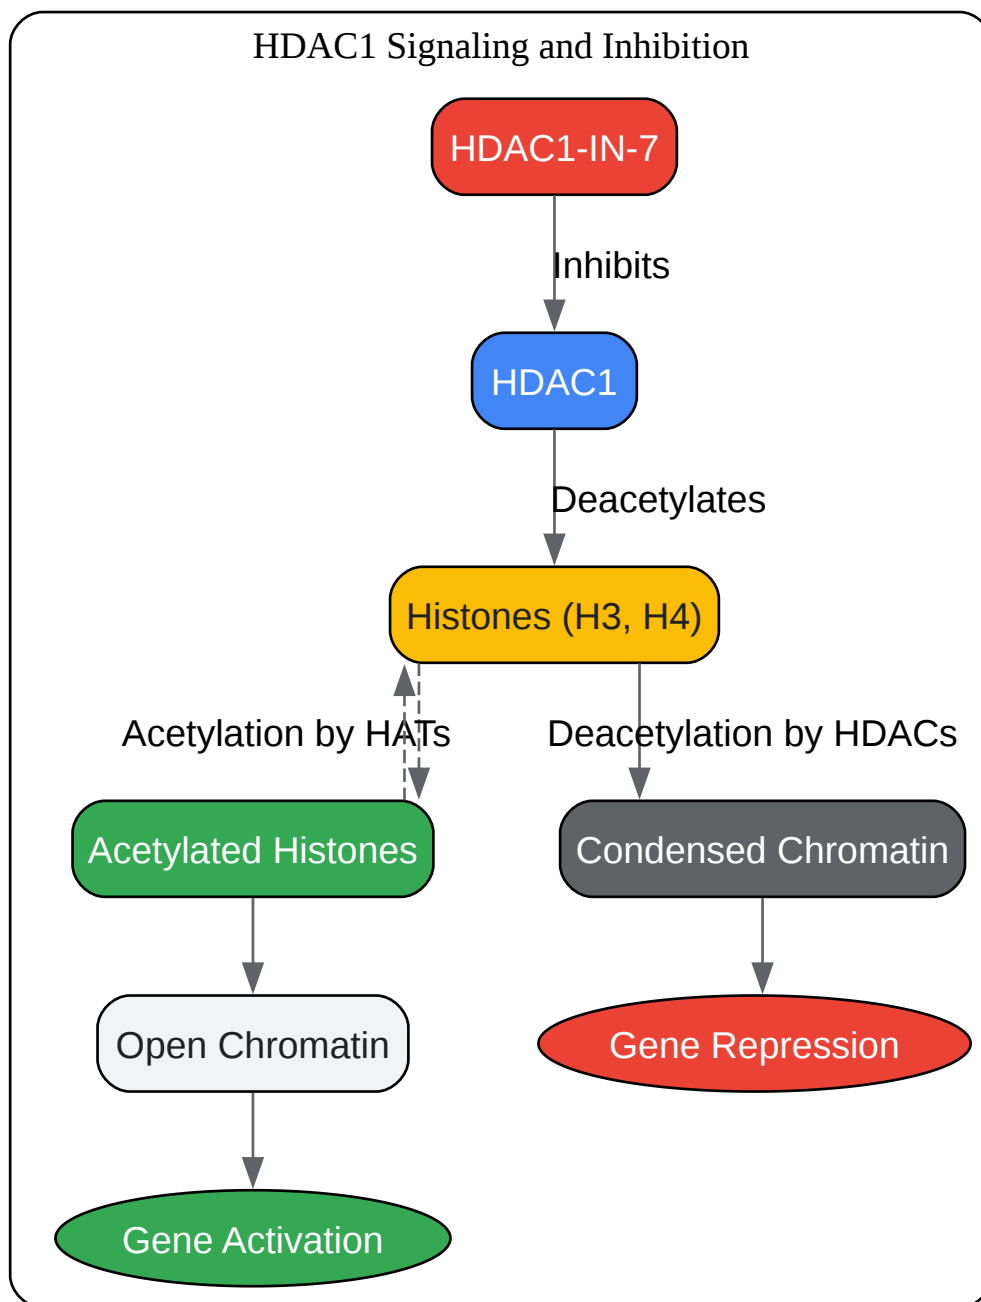 HDAC1 Signaling and Inhibition
HDAC1-IN-7
Inhibits
HDAC1
Deacetylates
Histones (H3, H4)
Acetylation by HATs
Deacetylation by HDACs
Acetylated Histones
Condensed Chromatin
Open Chromatin
Gene Repression
Gene Activation